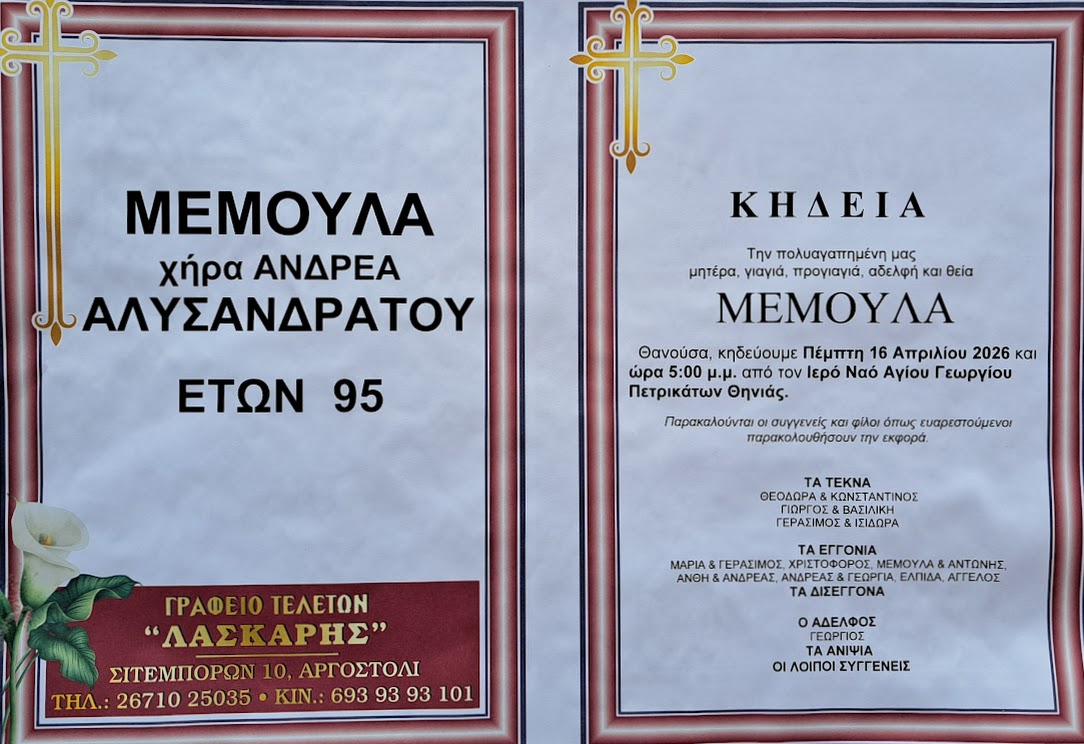 ΜΕΜΟΥΛΑ
χήρα ΑΝΔΡΕΑ
ΑΛΥΣΑΝΔΡΑΤΟΥ
ΕΤΩΝ 95
ΓΡΑΦΕΙΟ ΤΕΛΕΤΩΝ
“ΛΑΣΚΑΡΗΣ”
ΣΙΤΕΜΠΟΡΩΝ 10, ΑΡΓΟΣΤΟΛΙ
ΤΗΛ.: 26710 25035 • ΚΙΝ.: 693 93 93 101
ΚΗΔΕΙΑ
Την πολυαγαπημένη μας
μητέρα, γιαγιά, προγιαγιά, αδελφή και θεία
ΜΕΜΟΥΛΑ
Θανούσα, κηδεύουμε Πέμπτη 16 Απριλίου 2026 και
ώρα 5:00 μ.μ. από τον Ιερό Ναό Αγίου Γεωργίου
Πετρικάτων Θηνιάς.
Παρακαλούνται οι συγγενείς και φίλοι όπως ευαρεστούμενοι
παρακολουθήσουν την εκφορά.
ΤΑ ΤΕΚΝΑ
ΘΕΟΔΩΡΑ & ΚΩΝΣΤΑΝΤΙΝΟΣ
ΓΙΩΡΓΟΣ & ΒΑΣΙΛΙΚΗ
ΓΕΡΑΣΙΜΟΣ & ΙΣΙΔΩΡΑ
ΤΑ ΕΓΓΟΝΙΑ
ΜΑΡΙΑ & ΓΕΡΑΣΙΜΟΣ, ΧΡΙΣΤΟΦΟΡΟΣ, ΜΕΜΟΥΛΑ & ΑΝΤΩΝΗΣ,
ΑΝΘΗ & ΑΝΔΡΕΑΣ, ΑΝΔΡΕΑΣ & ΓΕΩΡΓΙΑ, ΕΛΠΙΔΑ, ΑΓΓΕΛΟΣ
ΤΑ ΔΙΣΕΓΓΟΝΑ
Ο ΑΔΕΛΦΟΣ
ΓΕΩΡΓΙΟΣ
ΤΑ ΑΝΙΨΙΑ
ΟΙ ΛΟΙΠΟΙ ΣΥΓΓΕΝΕΙΣ